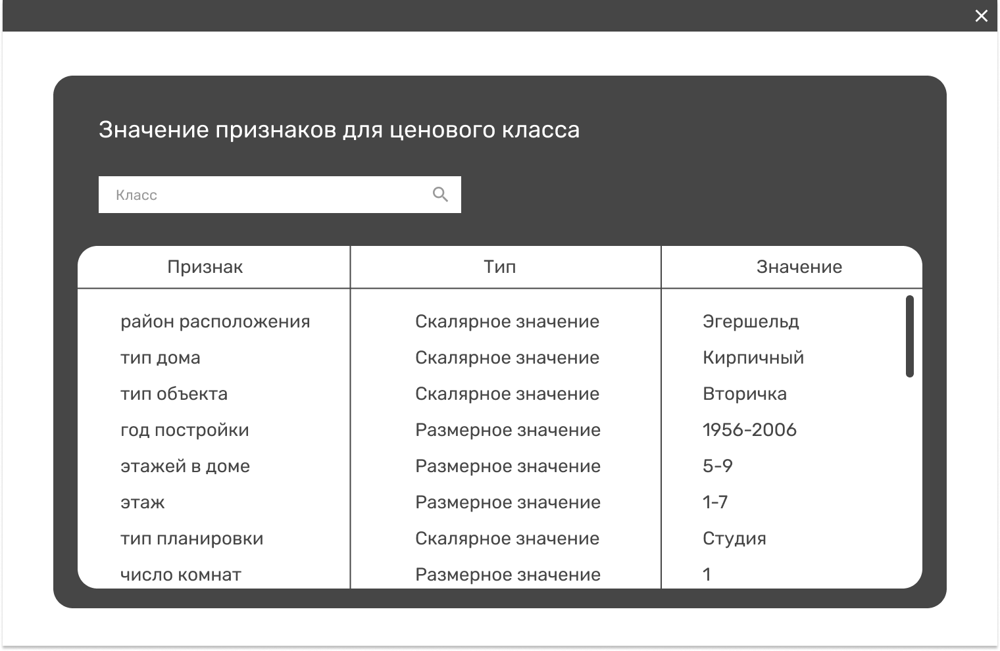 Значение признаков для ценового класса
Класс
Признак Тип Значение
район расположения Скалярное значение Эгершельд
тип дома Скалярное значение Кирпичный
тип объекта Скалярное значение Вторичка
год постройки Размерное значение 1956-2006
этажей в доме Размерное значение 5-9
этаж Размерное значение 1-7
тип планировки Скалярное значение Студия
число комнат Размерное значение 1